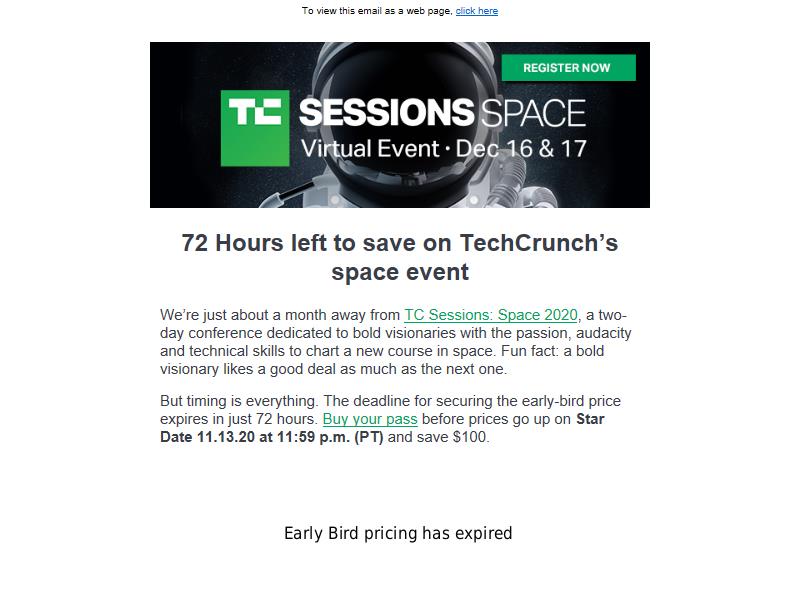 To view this email as a web page, click here
REGISTER NOW
TC SESSIONS SPACE
Virtual Event · Dec 16 & 17
72 Hours left to save on TechCrunch’s
space event
We’re just about a month away from TC Sessions: Space 2020, a two-
day conference dedicated to bold visionaries with the passion, audacity
and technical skills to chart a new course in space. Fun fact: a bold
visionary likes a good deal as much as the next one.
But timing is everything. The deadline for securing the early-bird price
expires in just 72 hours. Buy your pass before prices go up on Star
Date 11.13.20 at 11:59 p.m. (PT) and save $100.
Early Bird pricing has expired